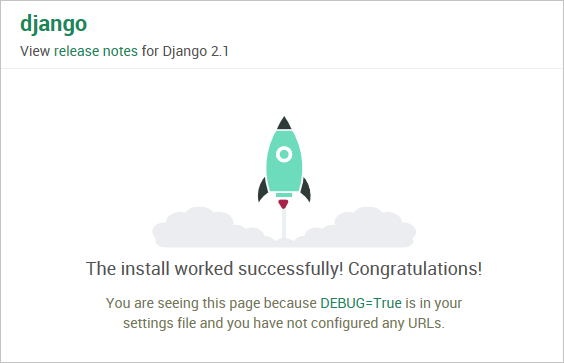 django
View release notes for Django 2.1
The install worked successfully! Congratulations!
You are seeing this page because DEBUG=True is in your
settings file and you have not configured any URLs.